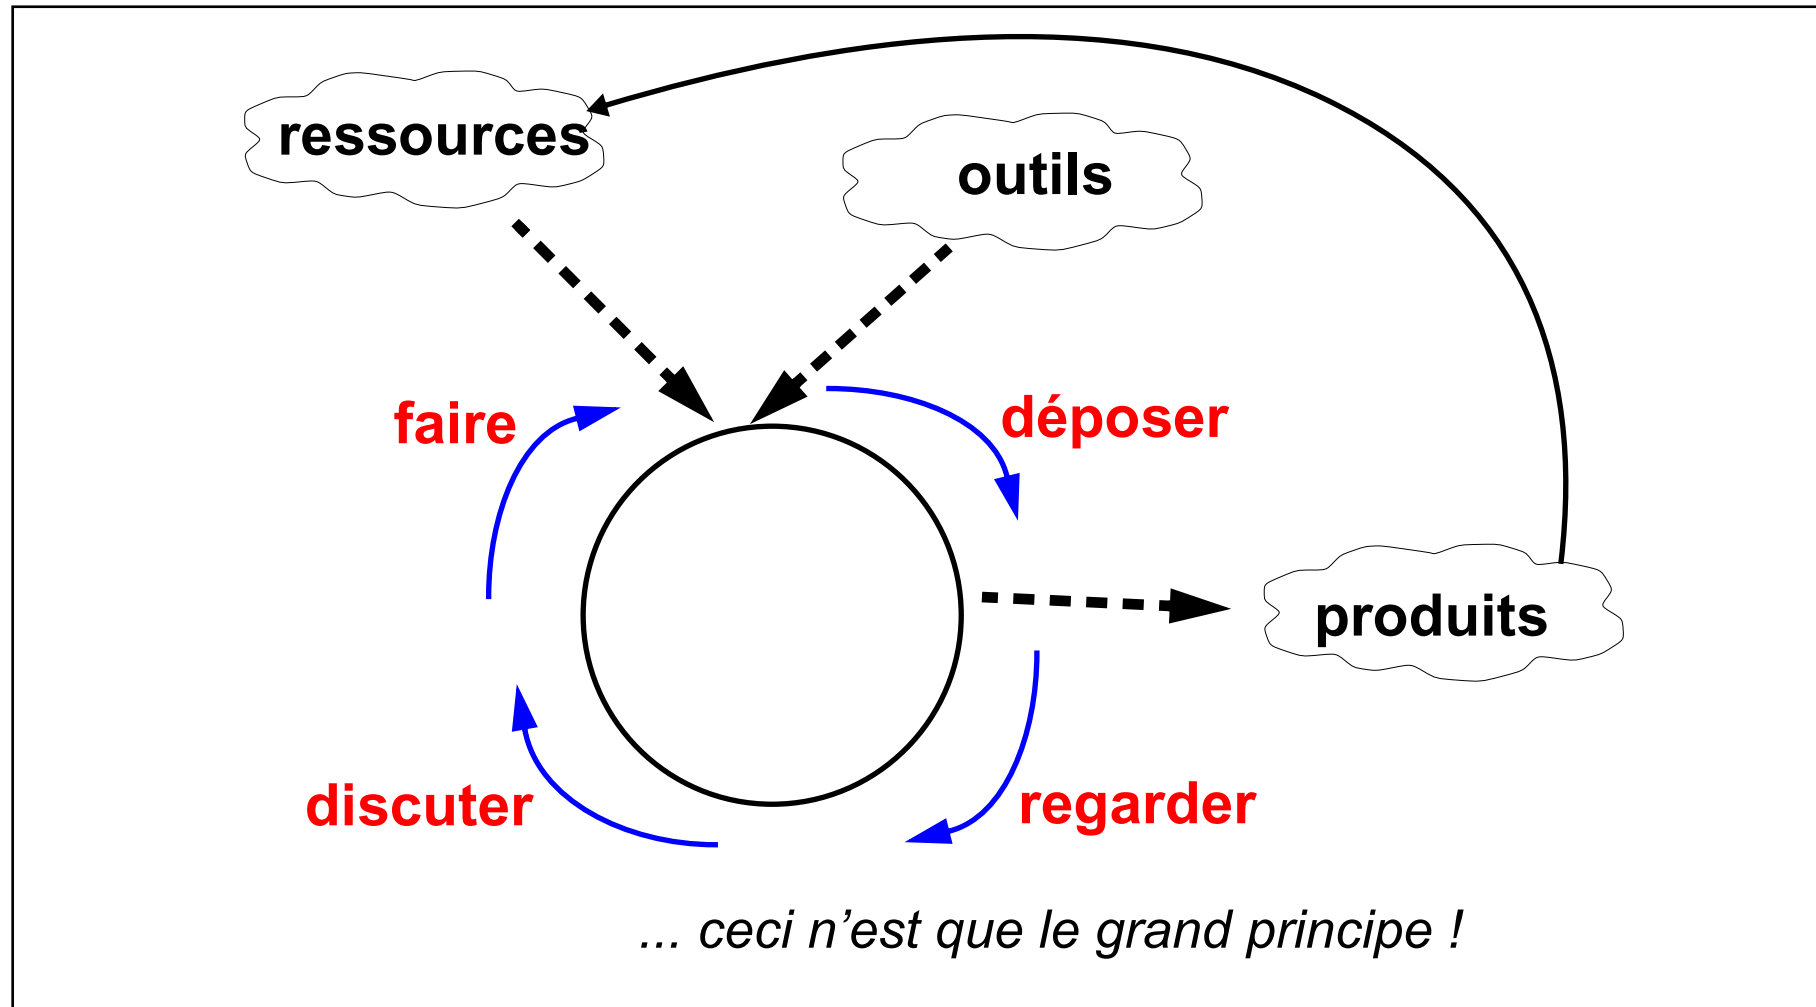 ressources
outils
faire
déposer
produits
discuter
regarder
... ceci n’est que le grand principe !